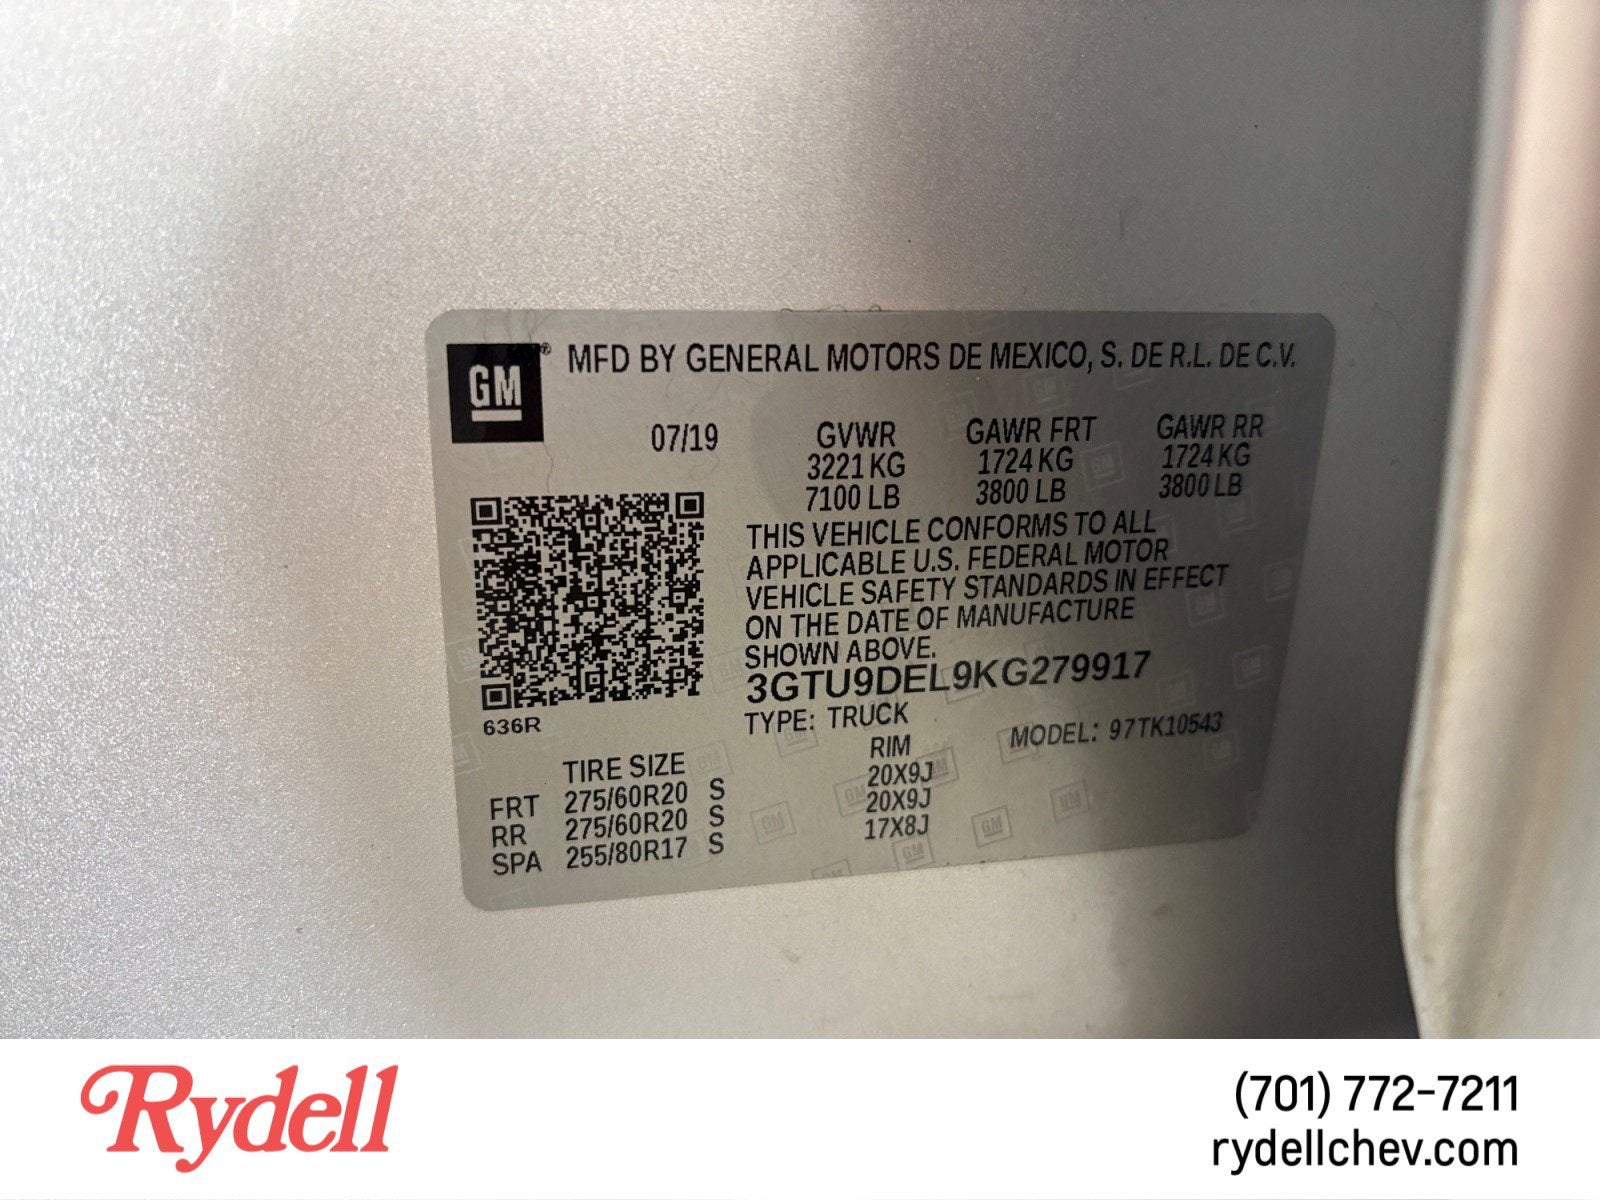 GM
MFD BY GENERAL MOTORS DE MEXICO, S. DE R.L. DE C.V.
07/19 GVWR GAWR FRT GAWR RR
3221 KG 1724 KG 1724 KG
7100 LB 3800 LB 3800 LB
THIS VEHICLE CONFORMS TO ALL
APPLICABLE U.S. FEDERAL MOTOR
VEHICLE SAFETY STANDARDS IN EFFECT
ON THE DATE OF MANUFACTURE
SHOWN ABOVE.
3GTU9DEL9KG279917
636R
TYPE: TRUCK MODEL: 97TK10543
TIRE SIZE RIM
FRT 275/60R20 S 20X9J
RR 275/60R20 S 20X9J
SPA 255/80R17 S 17X8J
Rydell
(701) 772-7211
rydellchev.com